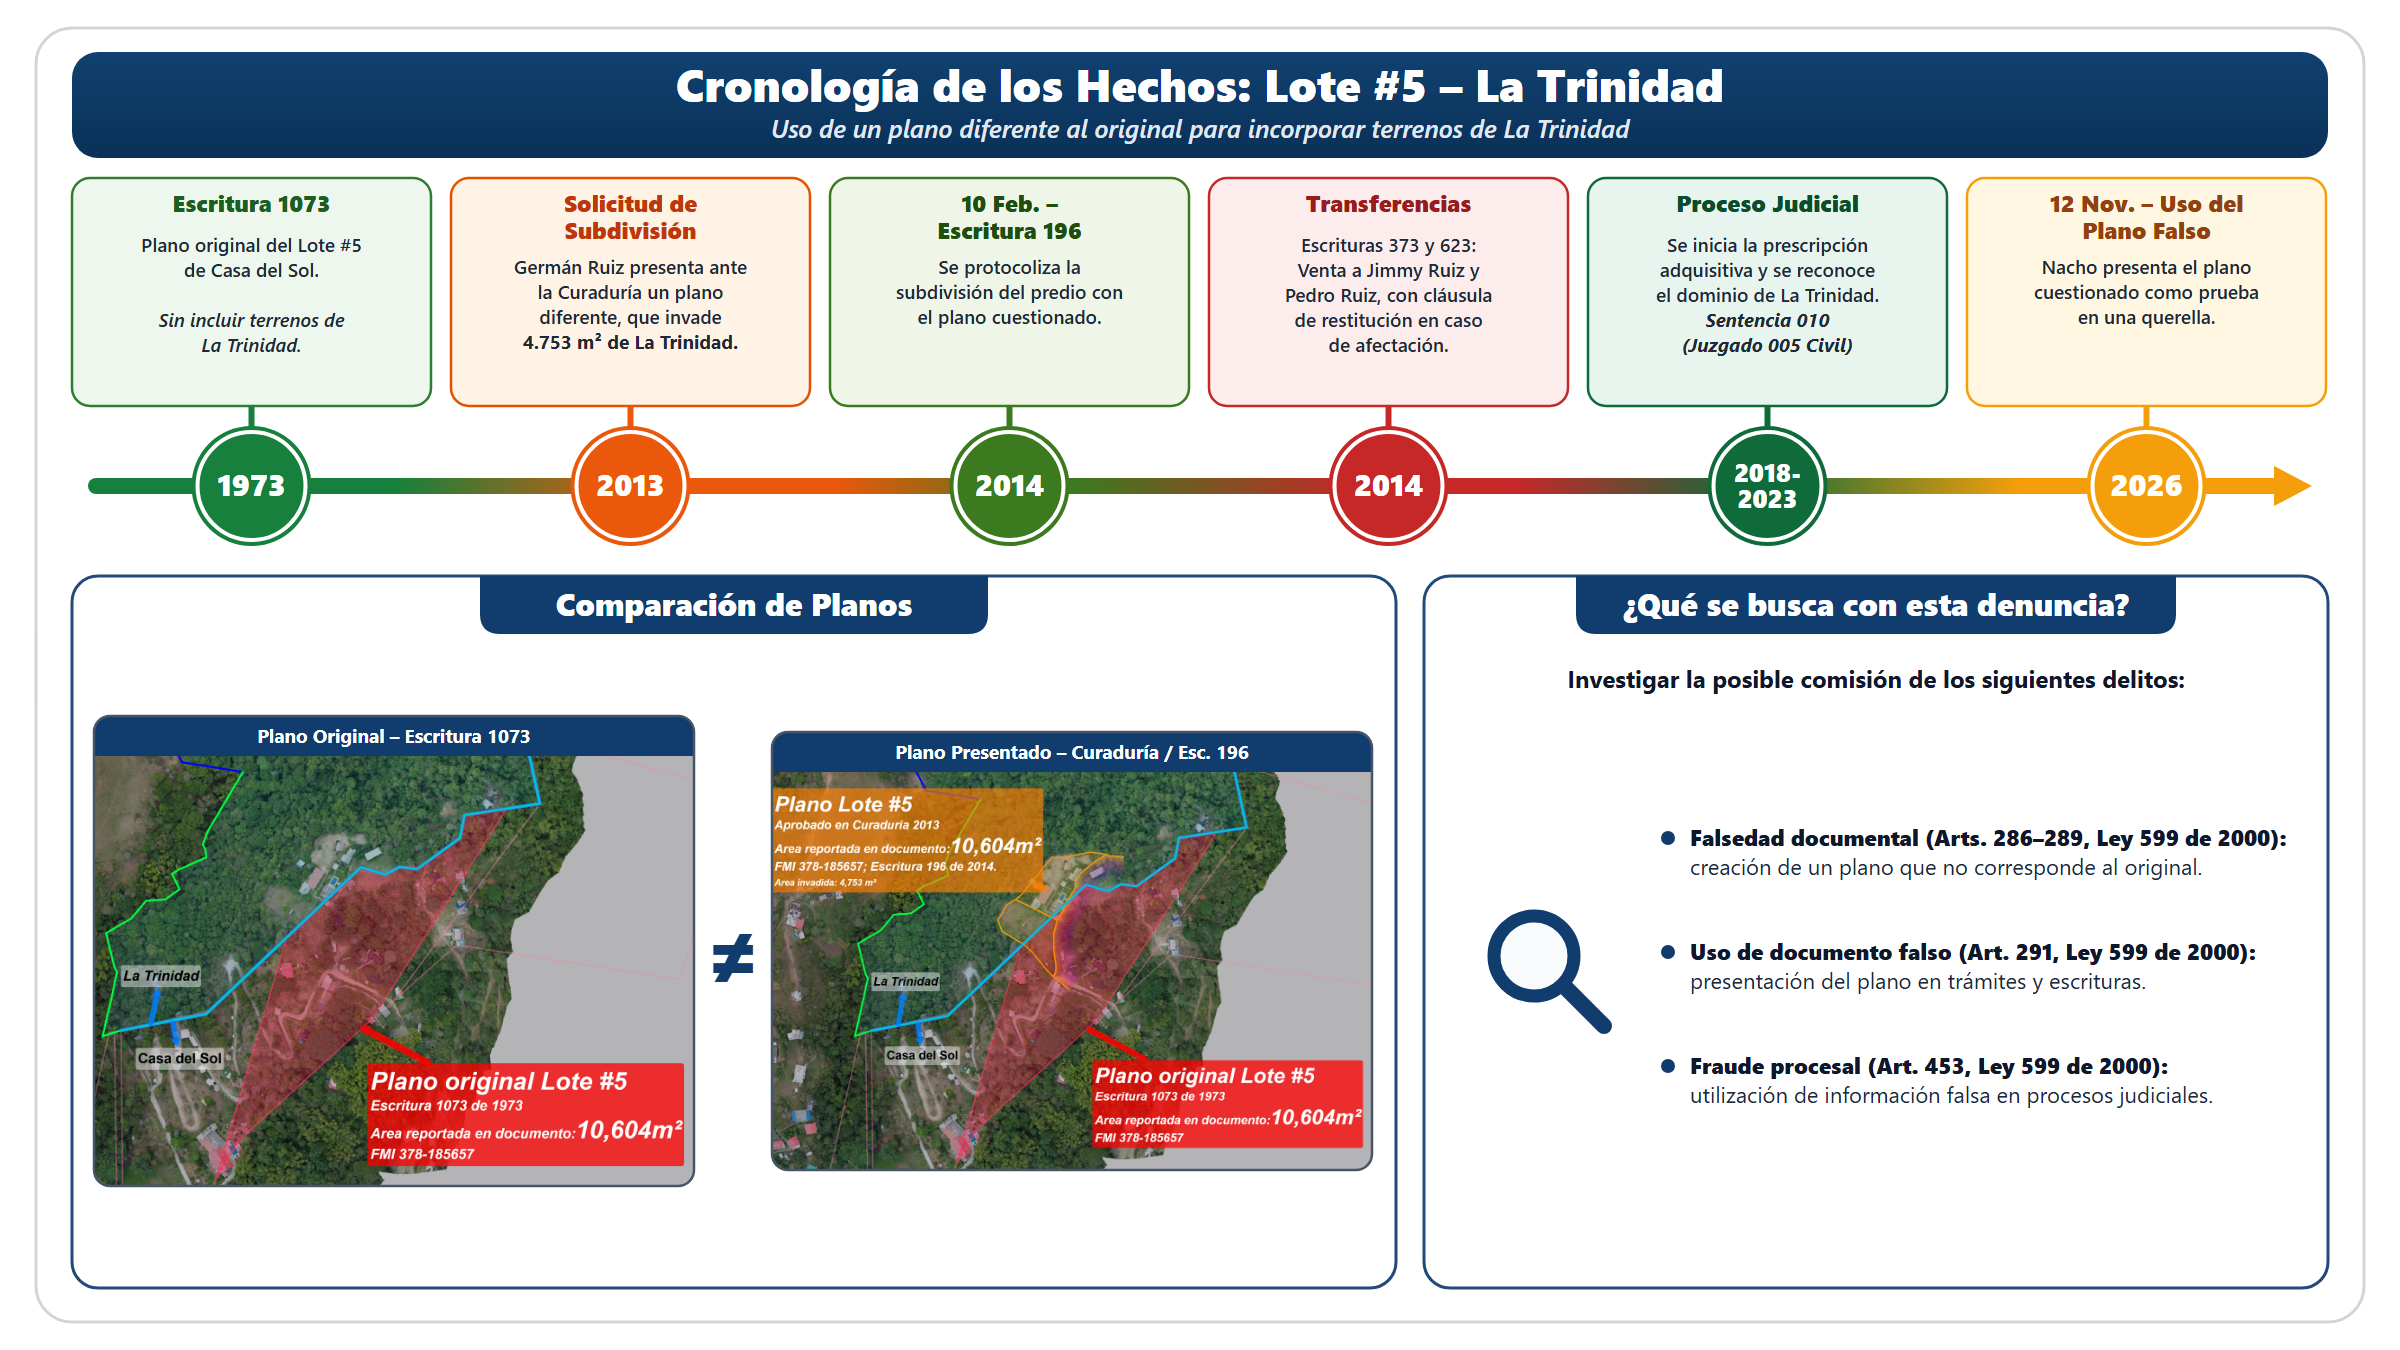 Cronología de los Hechos: Lote #5 – La Trinidad
Uso de un plano diferente al original para incorporar terrenos de La Trinidad
Escritura 1073
Plano original del Lote #5
de Casa del Sol.
Sin incluir terrenos de
La Trinidad.
Solicitud de
Subdivisión
Germán Ruiz presenta ante
la Curaduría un plano
diferente, que invade
4.753 m² de La Trinidad.
10 Feb. –
Escritura 196
Se protocoliza la
subdivisión del predio con
el plano cuestionado.
Transferencias
Escrituras 373 y 623:
Venta a Jimmy Ruiz y
Pedro Ruiz, con cláusula
de restitución en caso
de afectación.
Proceso Judicial
Se inicia la prescripción
adquisitiva y se reconoce
el dominio de La Trinidad.
Sentencia 010
(Juzgado 005 Civil)
12 Nov. – Uso del
Plano Falso
Nacho presenta el plano
cuestionado como prueba
en una querella.
1973
2013
2014
2014
2018-
2023
2026
Comparación de Planos
Plano Original – Escritura 1073
La Trinidad
Casa del Sol
Plano original Lote #5
Escritura 1073 de 1973
Area reportada en documento:10,604m²
FMI 378-185657
≠
Plano Presentado – Curaduría / Esc. 196
Plano Lote #5
Aprobado en Curaduria 2013
Area reportada en documento:10,604m²
FMI 378-185657; Escritura 196 de 2014.
Area invadida: 4,753 m²
La Trinidad
Casa del Sol
Plano original Lote #5
Escritura 1073 de 1973
Area reportada en documento:10,604m²
FMI 378-185657
¿Qué se busca con esta denuncia?
Investigar la posible comisión de los siguientes delitos:
Falsedad documental (Arts. 286–289, Ley 599 de 2000):
creación de un plano que no corresponde al original.
Uso de documento falso (Art. 291, Ley 599 de 2000):
presentación del plano en trámites y escrituras.
Fraude procesal (Art. 453, Ley 599 de 2000):
utilización de información falsa en procesos judiciales.